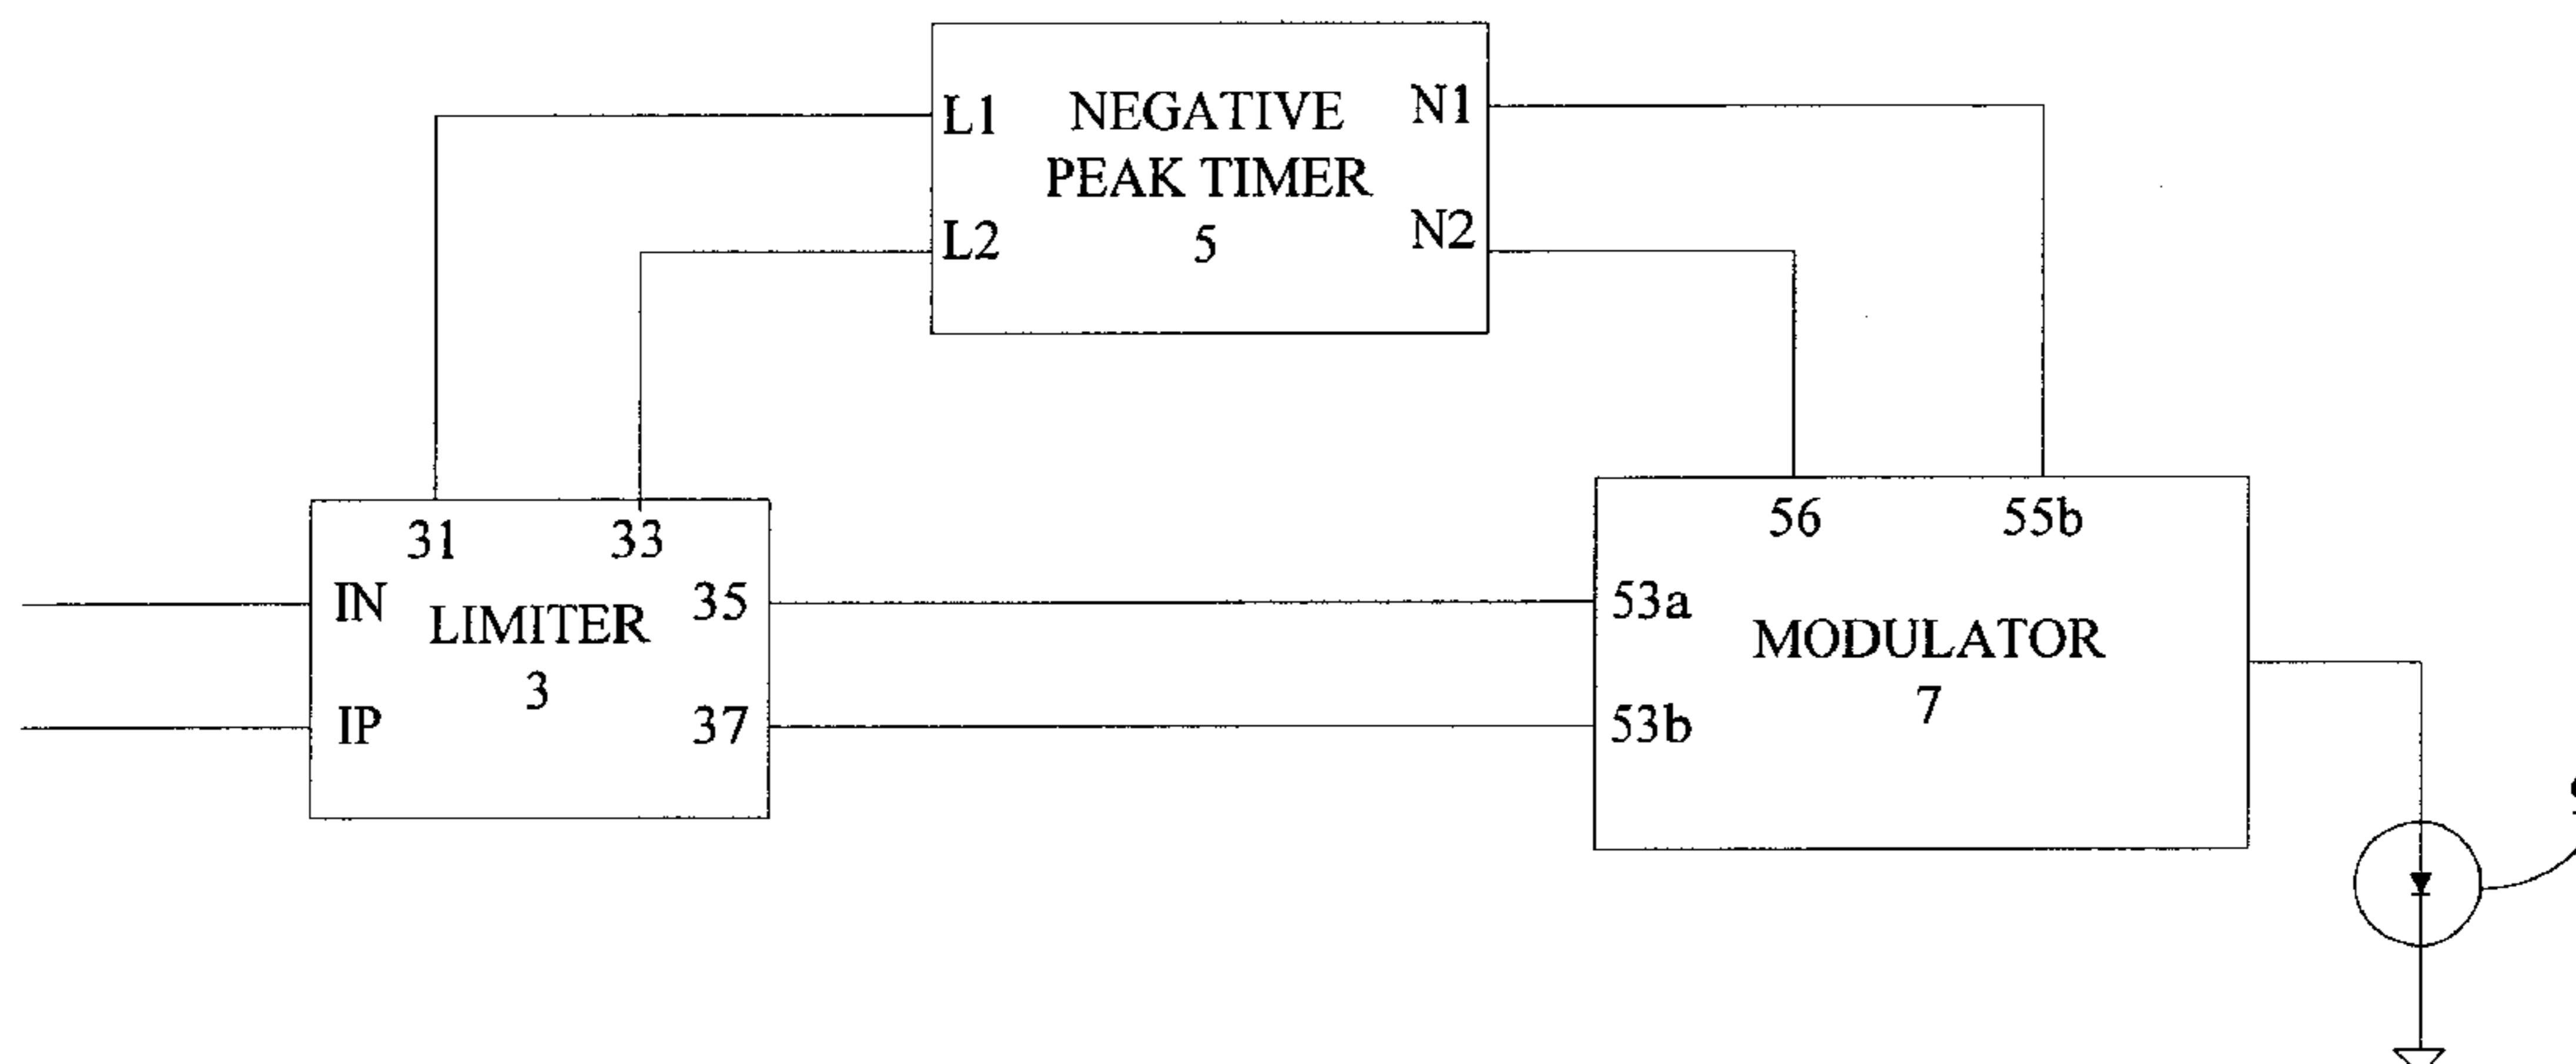 L1 NEGATIVE N1
PEAK TIMER
L2 5 N2
31 33
56 55b
IN LIMITER 35
3
IP 37
53a MODULATOR
7
53b